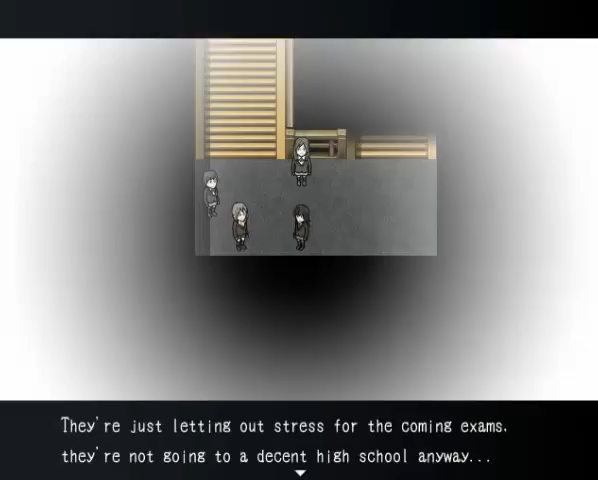 They're just letting out stress for the coming exams.
they're not going to a decent high school anyway...